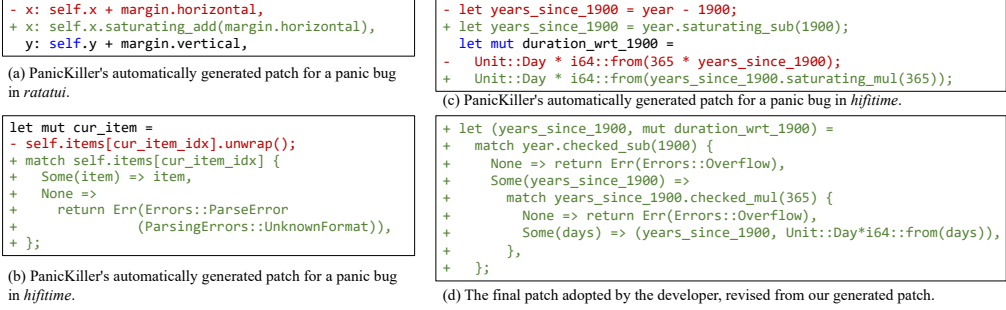 - x: self.x + margin.horizontal,
+ x: self.x.saturating_add(margin.horizontal),
  y: self.y + margin.vertical,
(a) PanicKiller's automatically generated patch for a panic bug
in ratatui.
let mut cur_item =
- self.items[cur_item_idx].unwrap();
+ match self.items[cur_item_idx] {
+   Some(item) => item,
+   None =>
+     return Err(Errors::ParseError
+               (ParsingErrors::UnknownFormat)),
+ };
(b) PanicKiller's automatically generated patch for a panic bug
in hifitime.
- let years_since_1900 = year - 1900;
+ let years_since_1900 = year.saturating_sub(1900);
  let mut duration_wrt_1900 =
-   Unit::Day * i64::from(365 * years_since_1900);
+   Unit::Day * i64::from(years_since_1900.saturating_mul(365));
(c) PanicKiller's automatically generated patch for a panic bug in hifitime.
+ let (years_since_1900, mut duration_wrt_1900) =
+   match year.checked_sub(1900) {
+     None => return Err(Errors::Overflow),
+     Some(years_since_1900) =>
+       match years_since_1900.checked_mul(365) {
+         None => return Err(Errors::Overflow),
+         Some(days) => (years_since_1900, Unit::Day*i64::from(days)),
+       },
+   };
(d) The final patch adopted by the developer, revised from our generated patch.